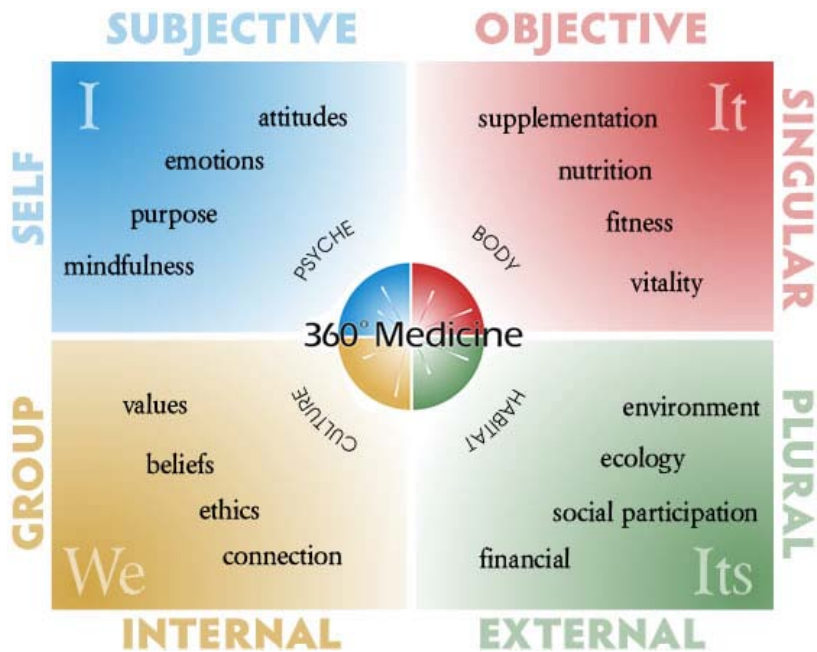 SUBJECTIVE
OBJECTIVE
SELF
I
attitudes
emotions
purpose
mindfulness
PSYCHE
It
supplementation
nutrition
fitness
vitality
BODY
SINGULAR
360° Medicine
GROUP
values
beliefs
ethics
connection
We
CULTURE
HABITAT
environment
ecology
social participation
financial
Its
PLURAL
INTERNAL
EXTERNAL